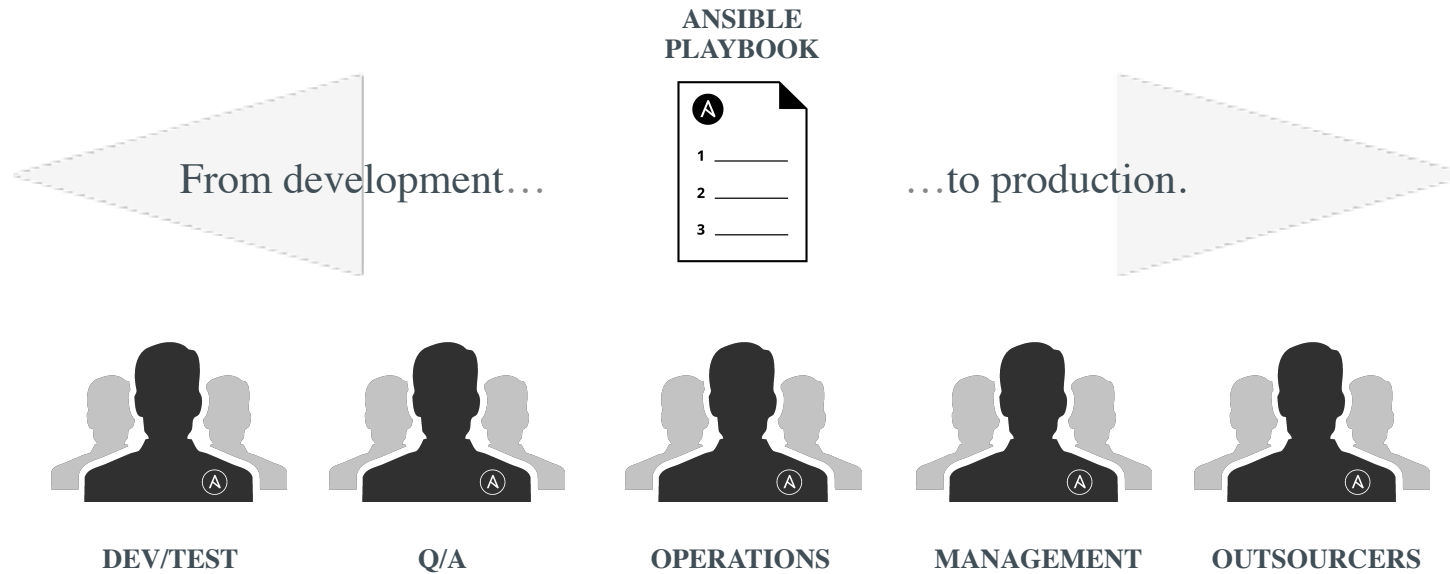 ANSIBLE
PLAYBOOK
From development…
…to production.
1
2
3
DEV/TEST
Q/A
OPERATIONS
MANAGEMENT
OUTSOURCERS